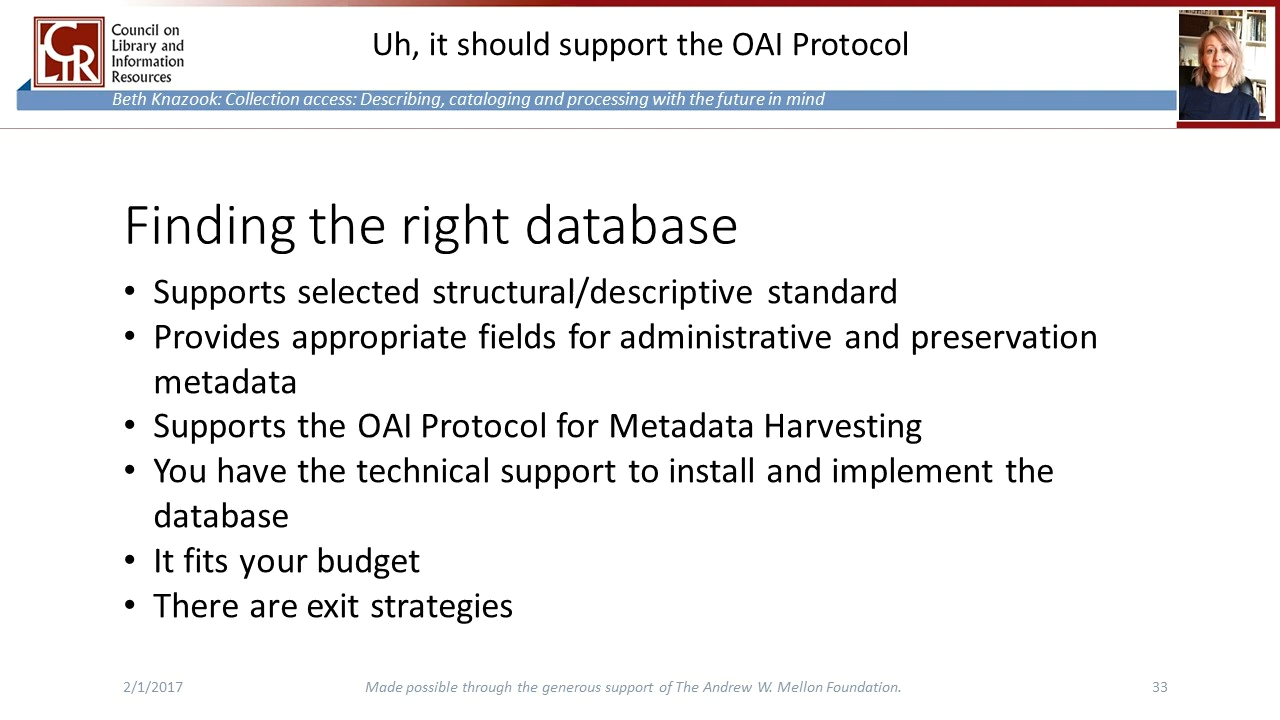 CLIR
Council on
Library and
Information
Resources
Uh, it should support the OAI Protocol
Beth Knazook: Collection access: Describing, cataloging and processing with the future in mind
Finding the right database
• Supports selected structural/descriptive standard
• Provides appropriate fields for administrative and preservation
metadata
• Supports the OAI Protocol for Metadata Harvesting
• You have the technical support to install and implement the
database
• It fits your budget
• There are exit strategies
2/1/2017
Made possible through the generous support of The Andrew W. Mellon Foundation.
33